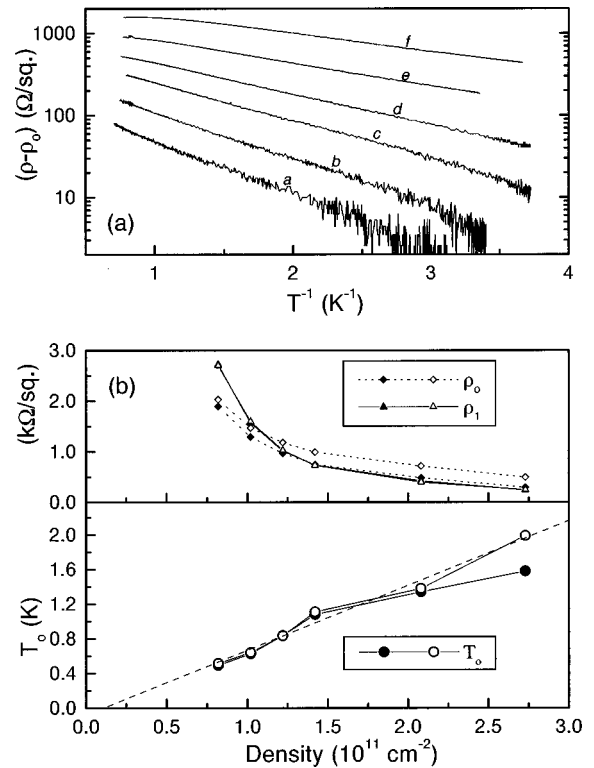 1000
100
10
(ρ-ρₒ) (Ω/sq.)
f
e
d
c
b
a
(a)
1 2 3 4
T⁻¹ (K⁻¹)
(b)
3.0
2.0
1.0
0.0
(kΩ/sq.)
ρₒ
ρ₁
2.0
1.6
1.2
0.8
0.4
0.0
Tₒ (K)
Tₒ
0.0 0.5 1.0 1.5 2.0 2.5 3.0
Density (10¹¹ cm⁻²)